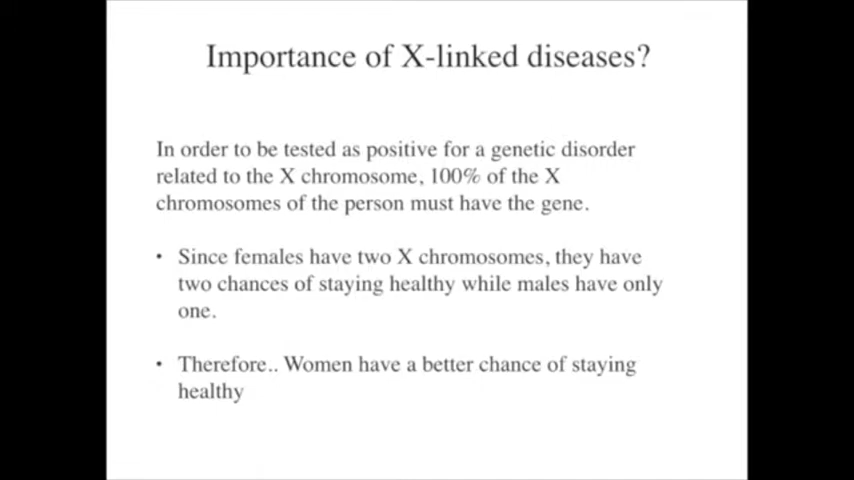 Importance of X-linked diseases?
In order to be tested as positive for a genetic disorder
related to the X chromosome, 100% of the X
chromosomes of the person must have the gene.
• Since females have two X chromosomes, they have
two chances of staying healthy while males have only
one.
• Therefore.. Women have a better chance of staying
healthy